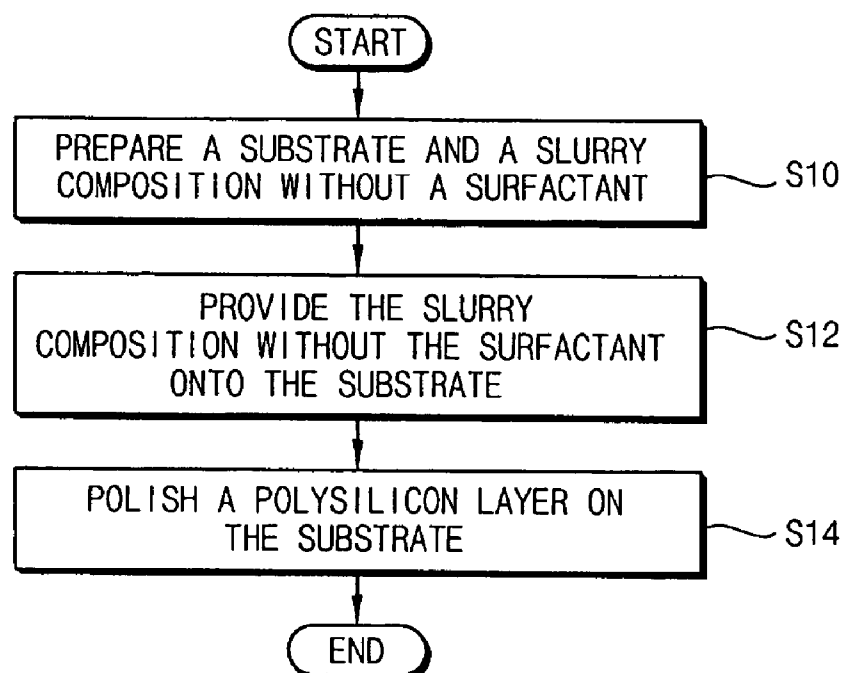 START
PREPARE A SUBSTRATE AND A SLURRY
COMPOSITION WITHOUT A SURFACTANT
S10
PROVIDE THE SLURRY
COMPOSITION WITHOUT THE SURFACTANT
ONTO THE SUBSTRATE
S12
POLISH A POLYSILICON LAYER ON
THE SUBSTRATE
S14
END